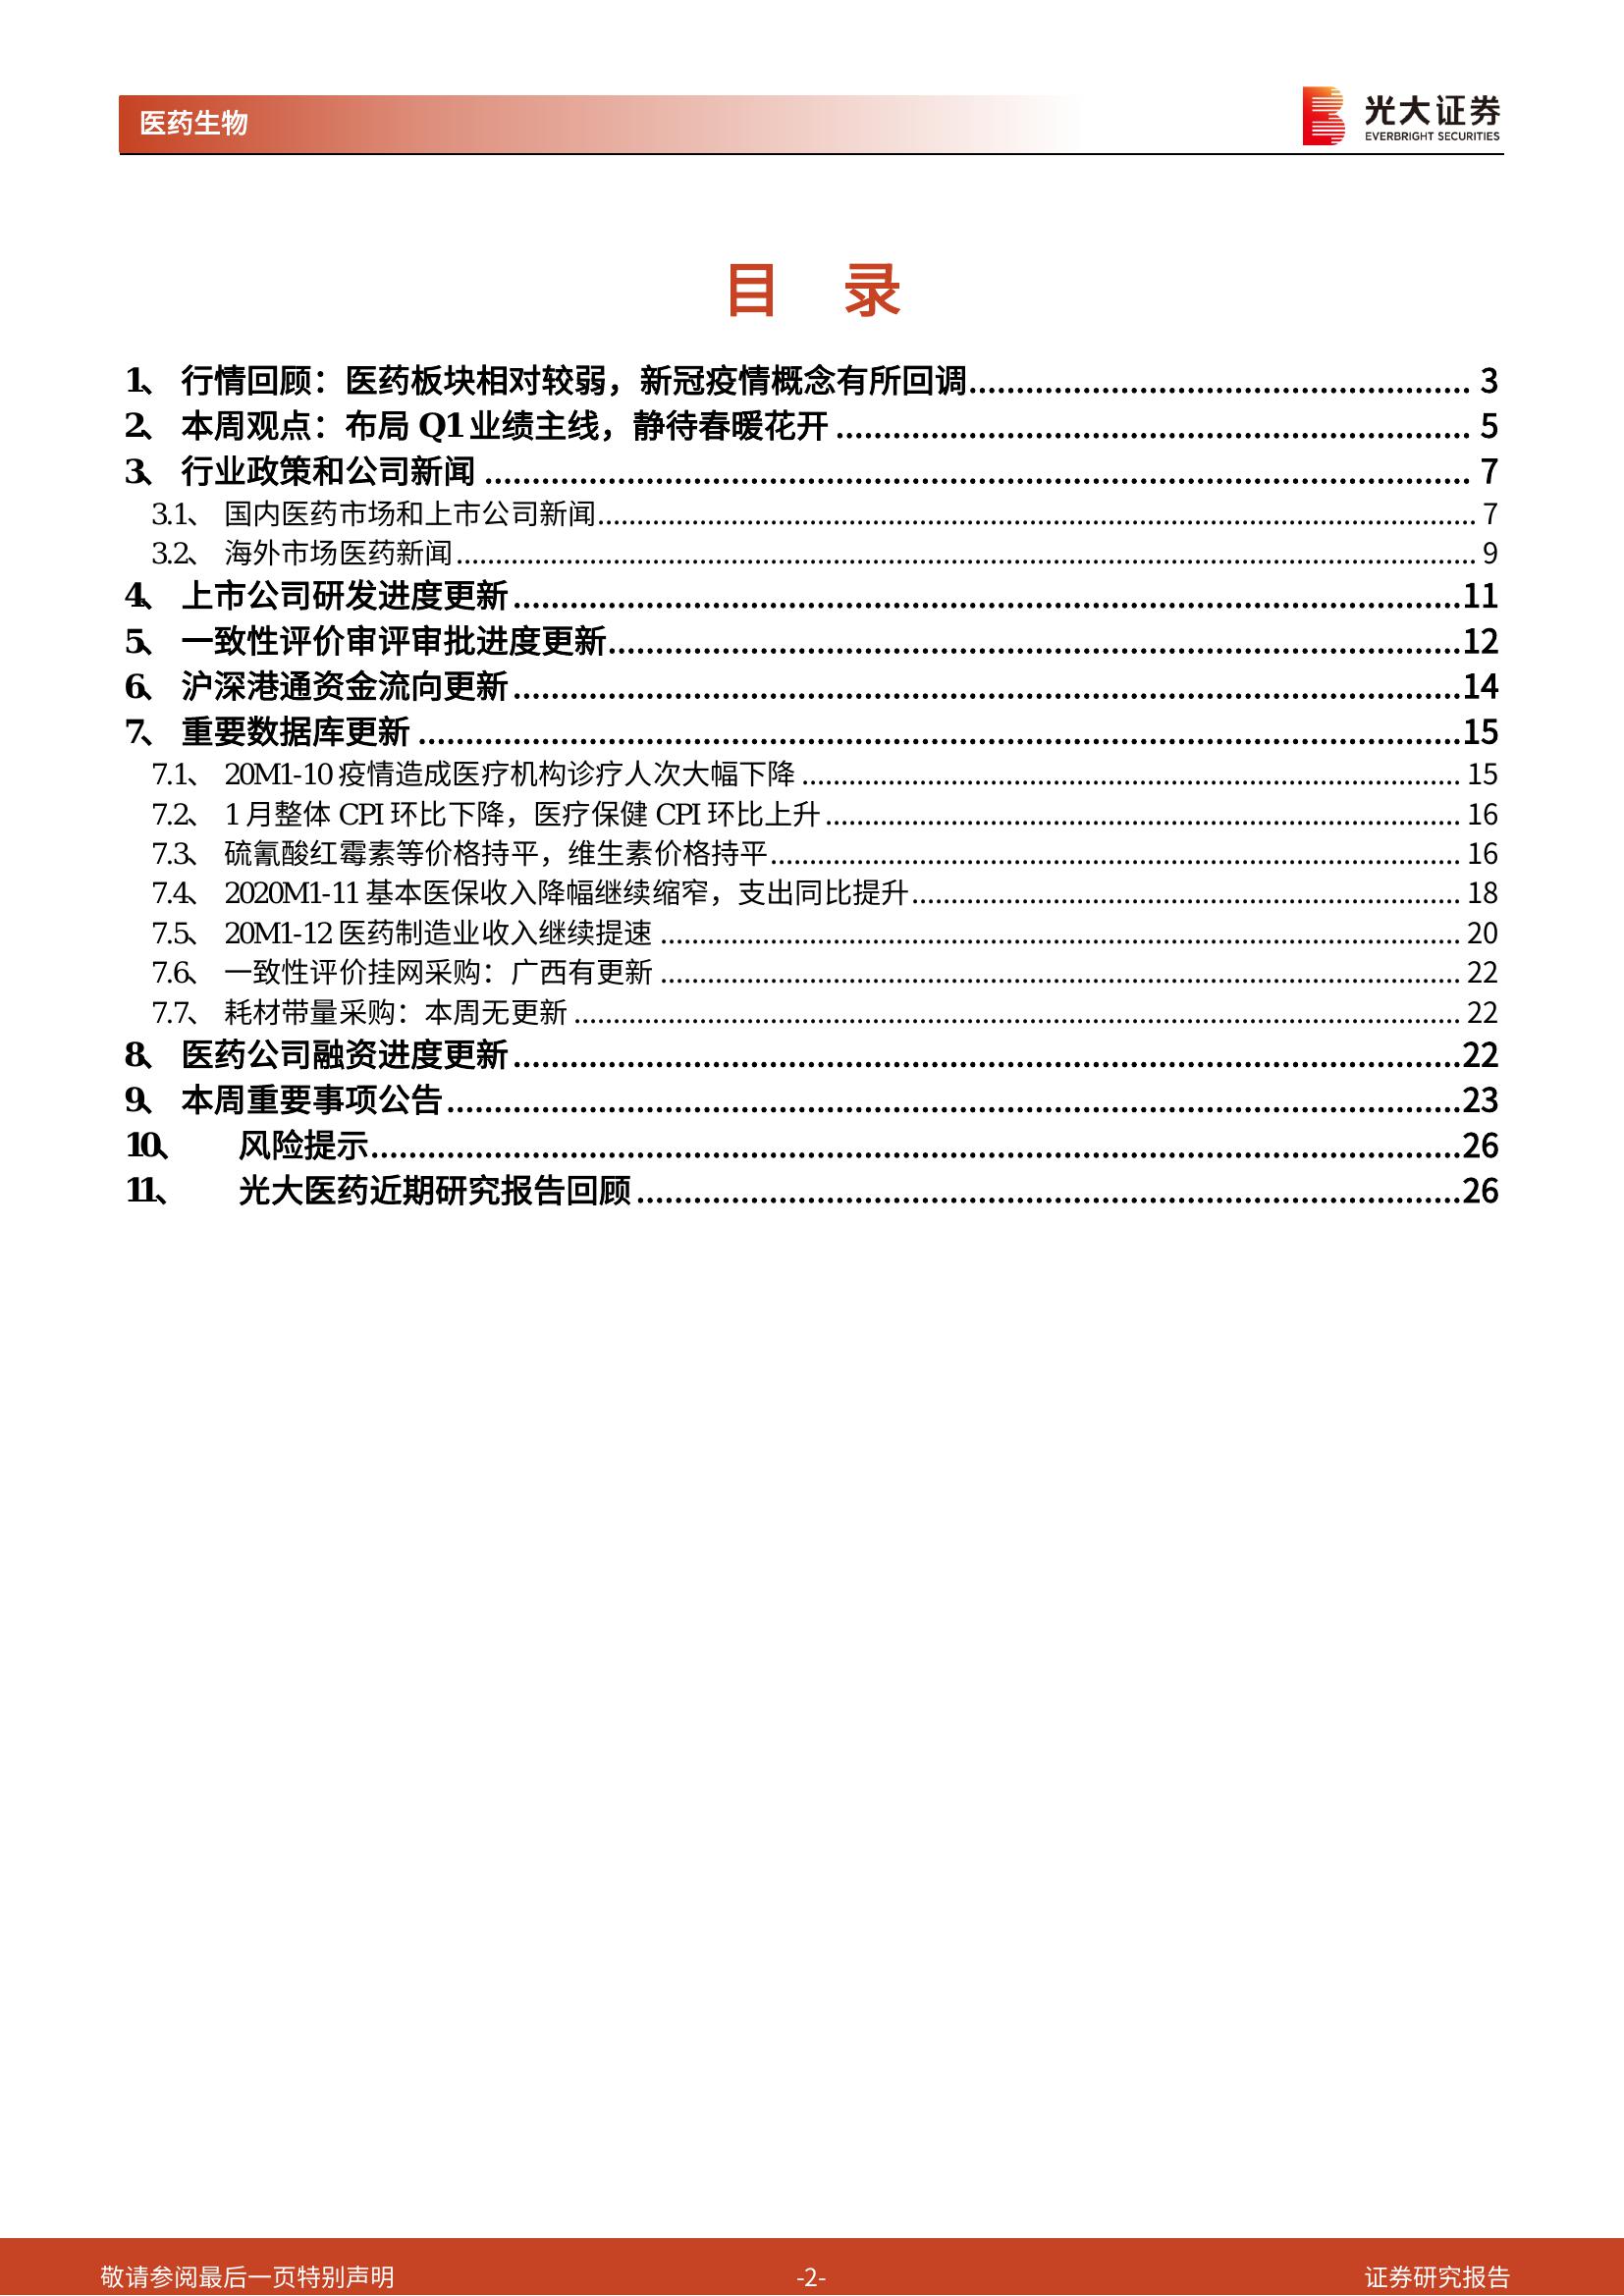 医药生物
光大证券
EVERBRIGHT SECURITIES
目 录
1、 行情回顾：医药板块相对较弱，新冠疫情概念有所回调 3
2、 本周观点：布局 Q1 业绩主线，静待春暖花开 5
3、 行业政策和公司新闻 7
3.1、 国内医药市场和上市公司新闻 7
3.2、 海外市场医药新闻 9
4、 上市公司研发进度更新 11
5、 一致性评价审评审批进度更新 12
6、 沪深港通资金流向更新 14
7、 重要数据库更新 15
7.1、 20M1-10 疫情造成医疗机构诊疗人次大幅下降 15
7.2、 1 月整体 CPI 环比下降，医疗保健 CPI 环比上升 16
7.3、 硫氰酸红霉素等价格持平，维生素价格持平 16
7.4、 2020M1-11 基本医保收入降幅继续缩窄，支出同比提升 18
7.5、 20M1-12 医药制造业收入继续提速 20
7.6、 一致性评价挂网采购：广西有更新 22
7.7、 耗材带量采购：本周无更新 22
8、 医药公司融资进度更新 22
9、 本周重要事项公告 23
10、 风险提示 26
11、 光大医药近期研究报告回顾 26
敬请参阅最后一页特别声明
-2-
证券研究报告